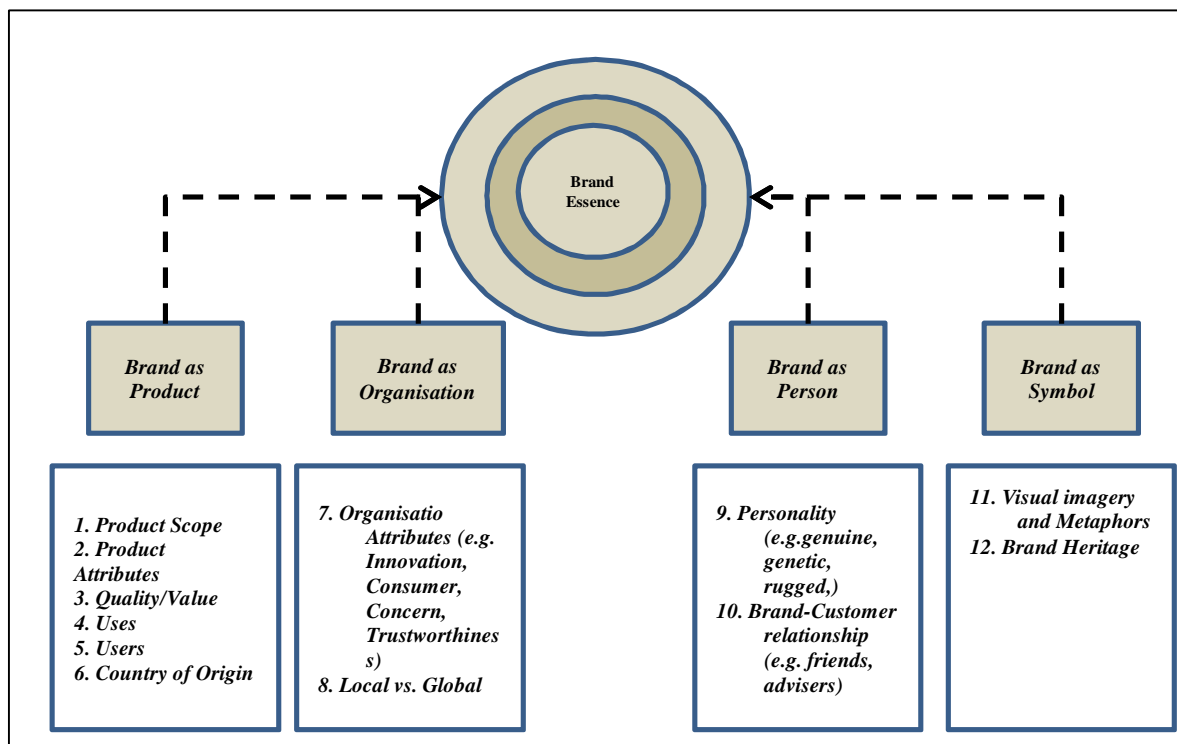 Brand
Essence
Brand as
Product
Brand as
Organisation
Brand as
Person
Brand as
Symbol
1. Product Scope
2. Product
Attributes
3. Quality/Value
4. Uses
5. Users
6. Country of Origin
7. Organisatio
Attributes (e.g.
Innovation,
Consumer,
Concern,
Trustworthines
s)
8. Local vs. Global
9. Personality
(e.g.genuine,
genetic,
rugged,)
10. Brand-Customer
relationship
(e.g. friends,
advisers)
11. Visual imagery
and Metaphors
12. Brand Heritage